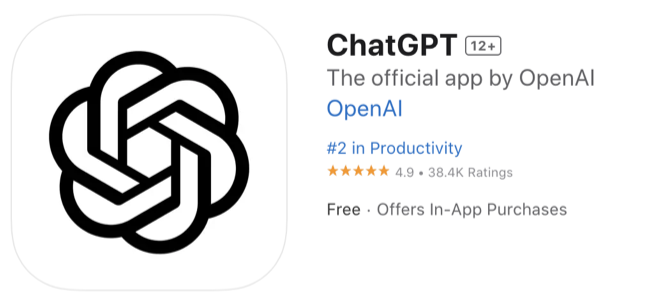 ChatGPT 12+
The official app by OpenAI
OpenAI
#2 in Productivity
★★★★★ 4.9 • 38.4K Ratings
Free · Offers In-App Purchases